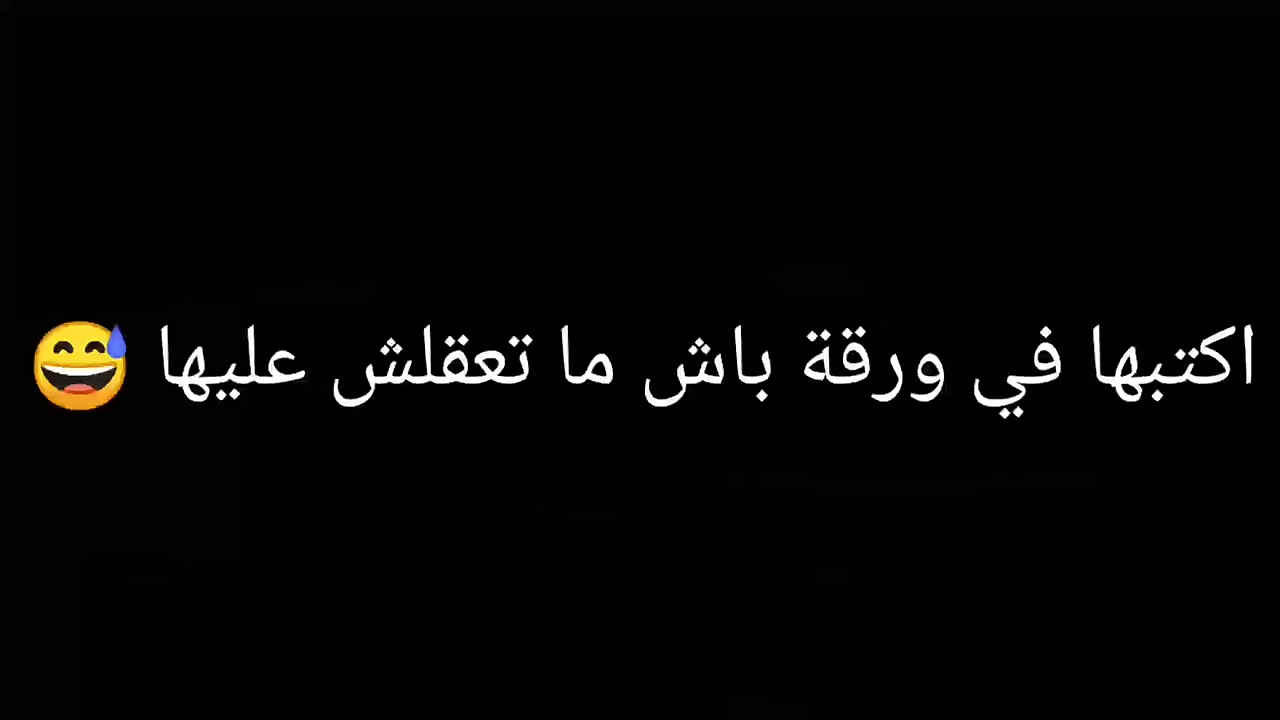 اكتبها في ورقة باش ما تعقلش عليها 😅